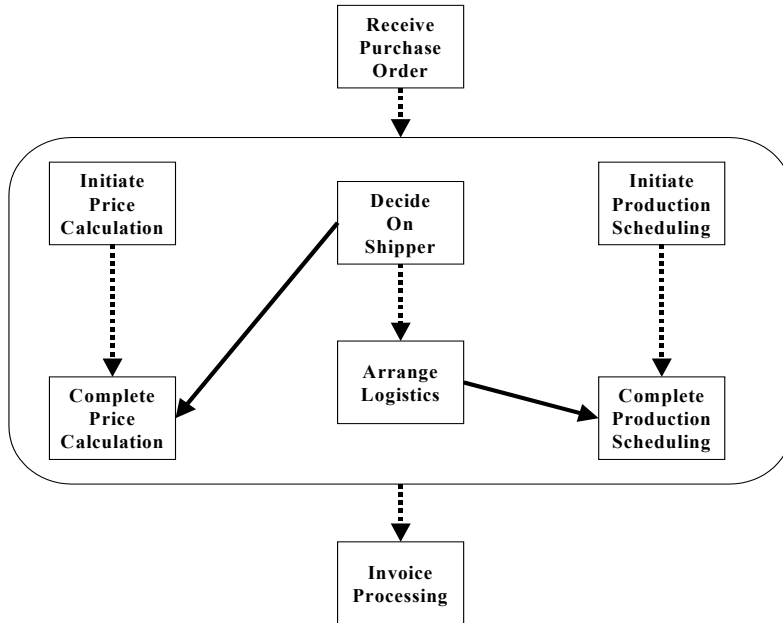 Receive
Purchase
Order
Initiate
Price
Calculation
Decide
On
Shipper
Initiate
Production
Scheduling
Complete
Price
Calculation
Arrange
Logistics
Complete
Production
Scheduling
Invoice
Processing